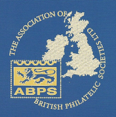 THE ASSOCIATION OF
BRITISH PHILATELIC SOCIETIES LTD
ABPS